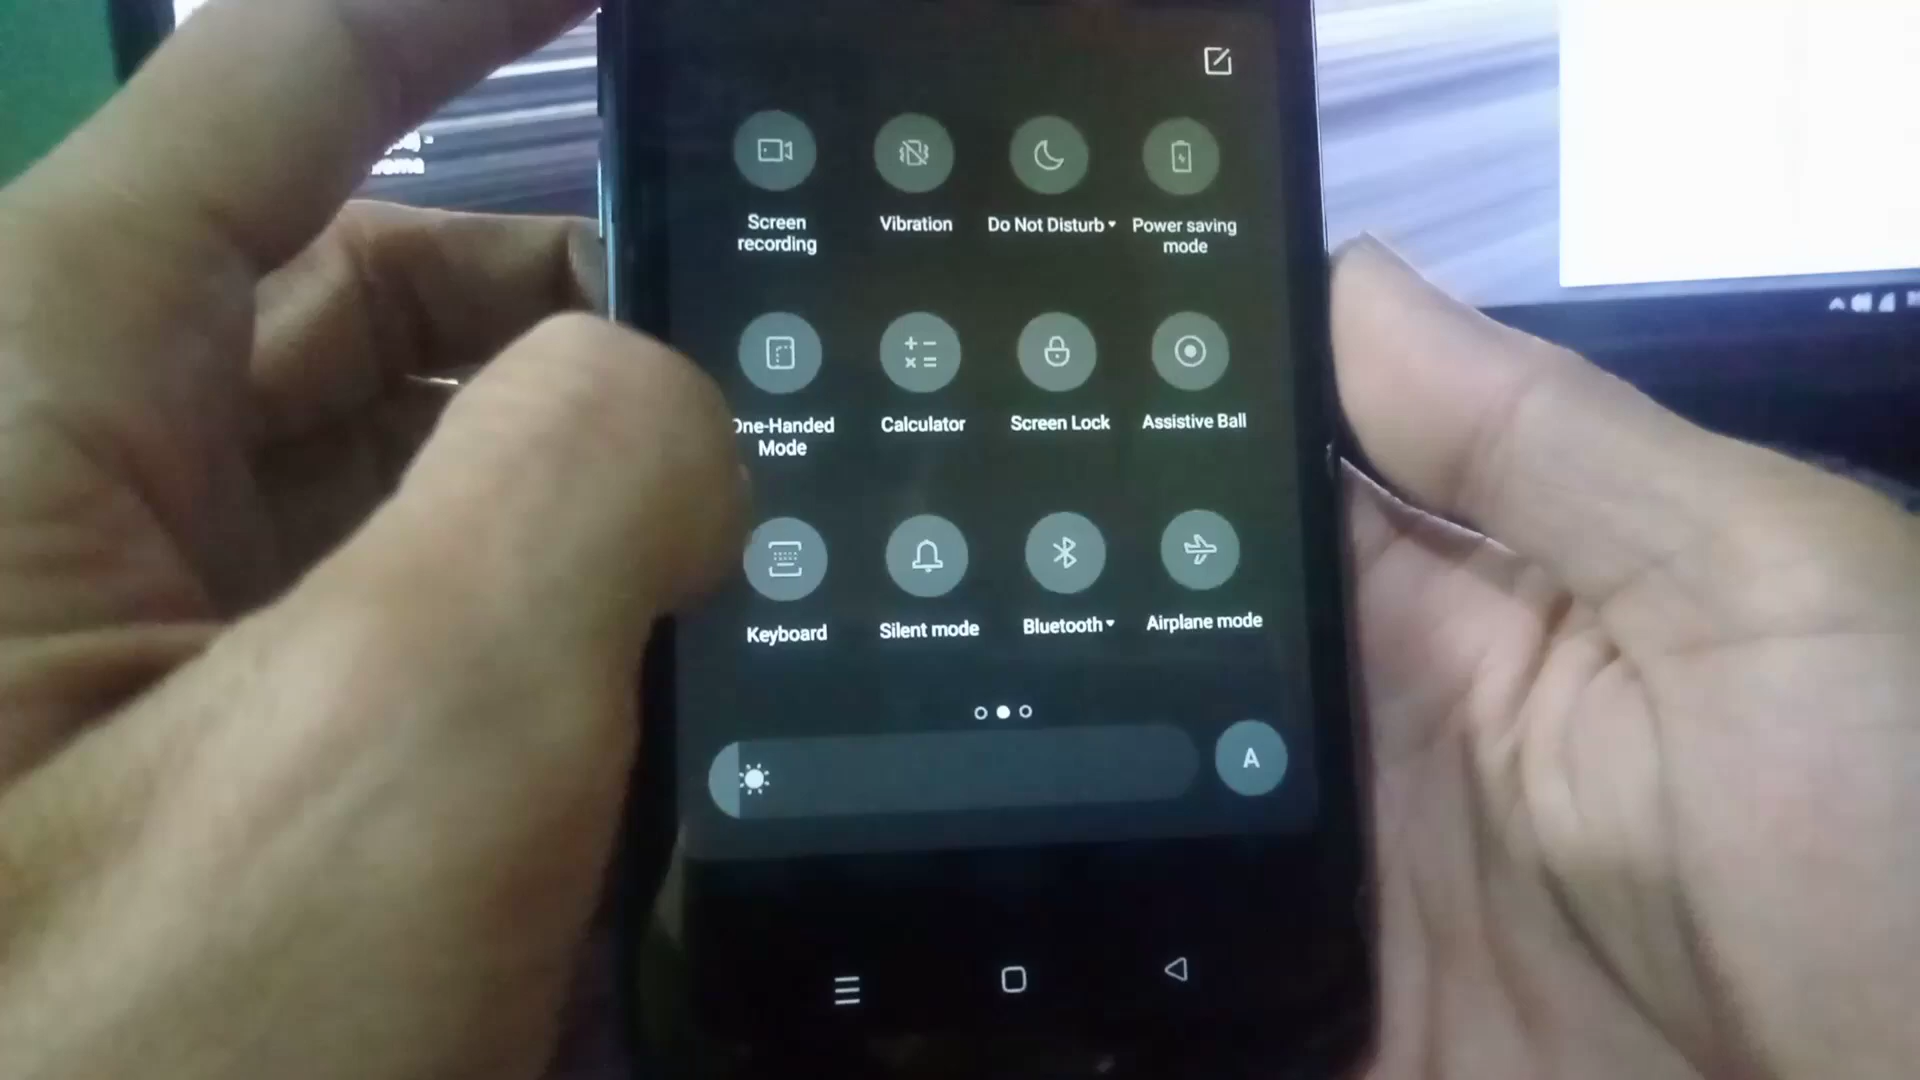 Screen
recording
Vibration
Do Not Disturb
Power saving
mode
One-Handed
Mode
Calculator
Screen Lock
Assistive Ball
Keyboard
Silent mode
Bluetooth
Airplane mode
A